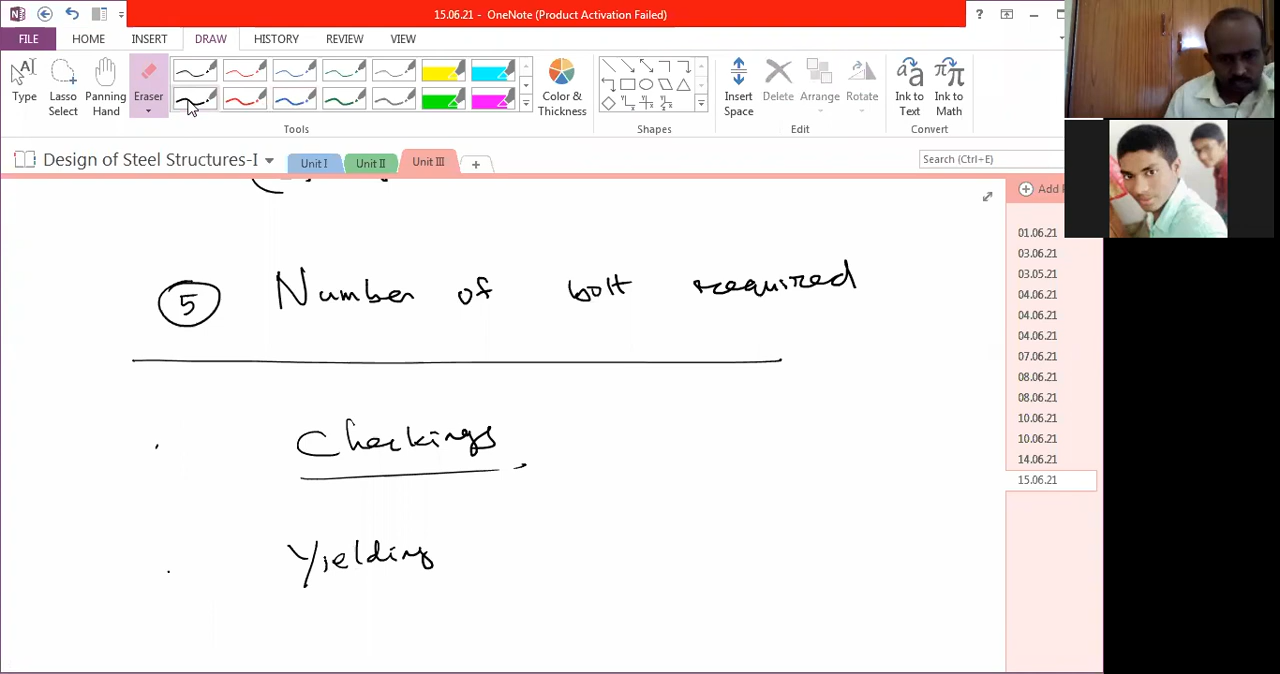 15.06.21 - OneNote (Product Activation Failed)
FILE HOME INSERT DRAW HISTORY REVIEW VIEW
Type
Lasso Select
Panning Hand
Eraser
Color & Thickness
Insert Space
Delete
Arrange
Rotate
Ink to Text
Ink to Math
Tools
Shapes
Edit
Convert
Design of Steel Structures-I
Unit I
Unit II
Unit III
Search (Ctrl+E)
Add
01.06.21
03.06.21
03.05.21
04.06.21
04.06.21
04.06.21
07.06.21
08.06.21
08.06.21
10.06.21
10.06.21
14.06.21
15.06.21
5 Number of bolt required
Checkings
Yielding